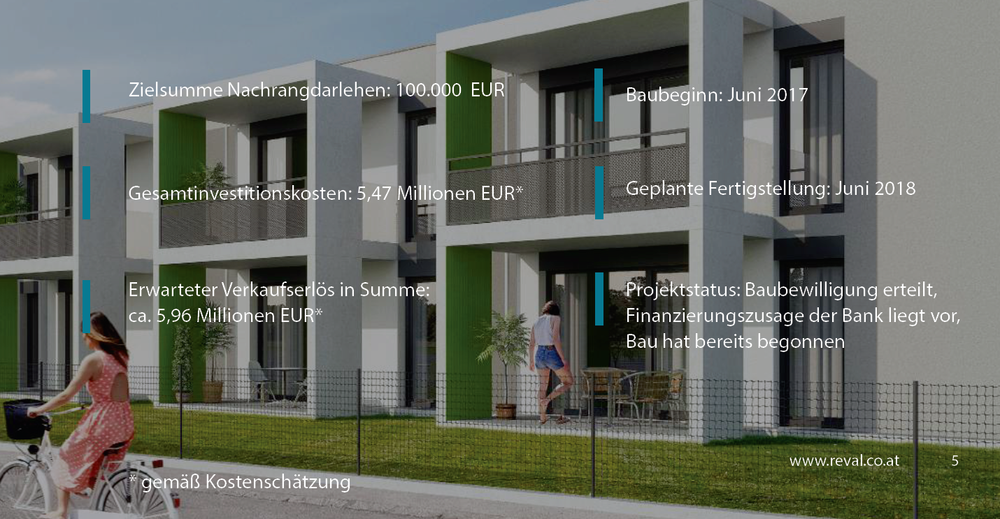 Zielsumme Nachrangdarlehen: 100.000 EUR
Gesamtinvestitionskosten: 5,47 Millionen EUR*
Erwarteter Verkaufserlös in Summe:
ca. 5,96 Millionen EUR*
Baubeginn: Juni 2017
Geplante Fertigstellung: Juni 2018
Projektstatus: Baubewilligung erteilt,
Finanzierungszusage der Bank liegt vor,
Bau hat bereits begonnen
www.reval.co.at 5
* gemäß Kostenschätzung